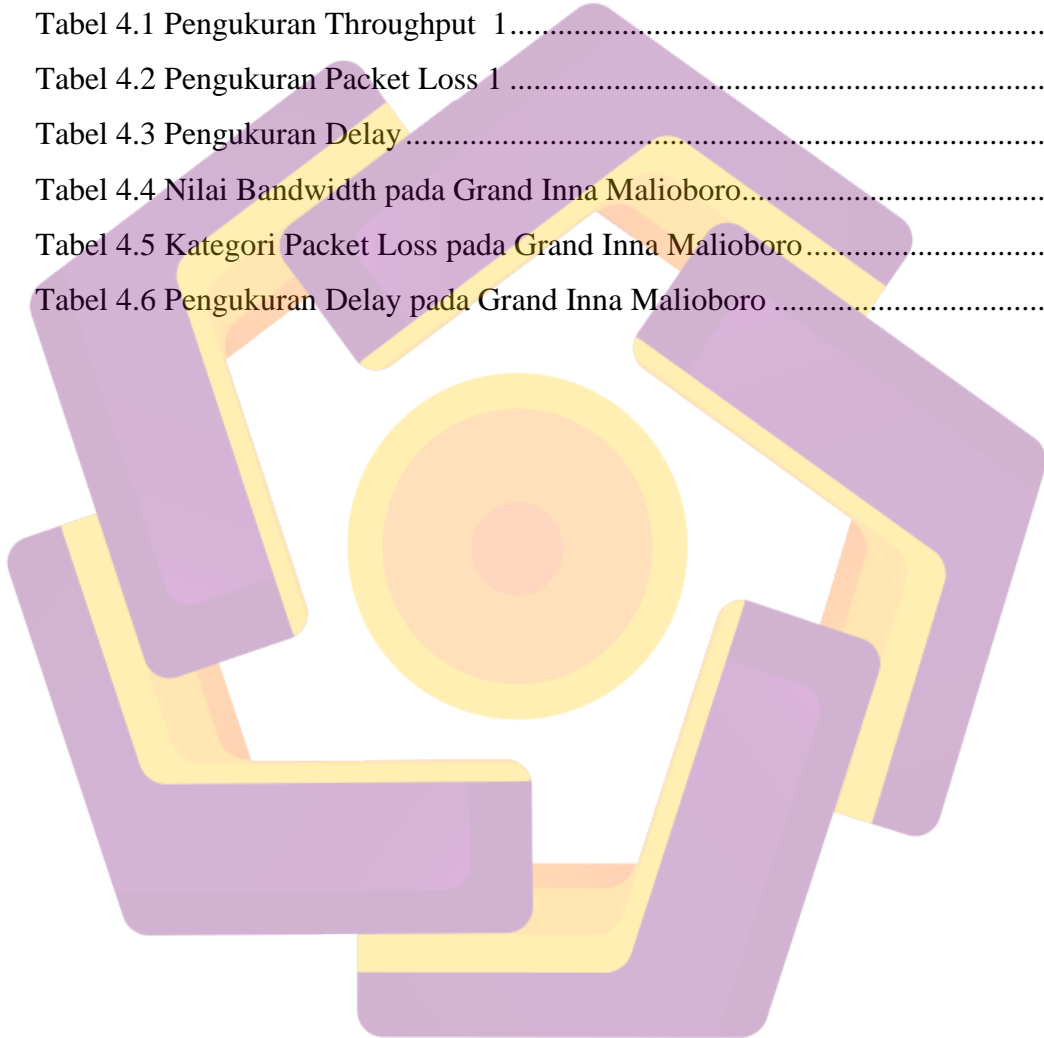 Tabel 4.1 Pengukuran Throughput  1..................................................................
Tabel 4.2 Pengukuran Packet Loss 1 ..................................................................
Tabel 4.3 Pengukuran Delay ................................................................................
Tabel 4.4 Nilai Bandwidth pada Grand Inna Malioboro......................................
Tabel 4.5 Kategori Packet Loss pada Grand Inna Malioboro ..............................
Tabel 4.6 Pengukuran Delay pada Grand Inna Malioboro ..................................